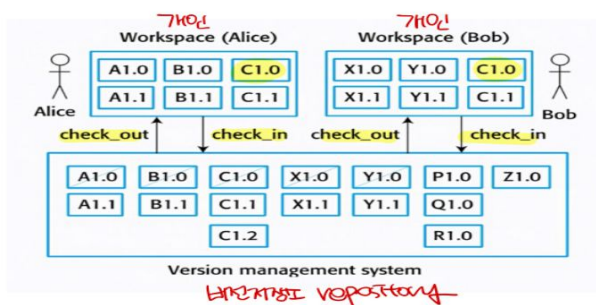 개인 개인
Workspace (Alice) Workspace (Bob)
A1.0 B1.0 C1.0 X1.0 Y1.0 C1.0
A1.1 B1.1 C1.1 X1.1 Y1.1 C1.1
Alice Bob
check_out check_in check_out check_in
A1.0 B1.0 C1.0 X1.0 Y1.0 P1.0 Z1.0
A1.1 B1.1 C1.1 X1.1 Y1.1 Q1.0
C1.2 R1.0
Version management system
repository